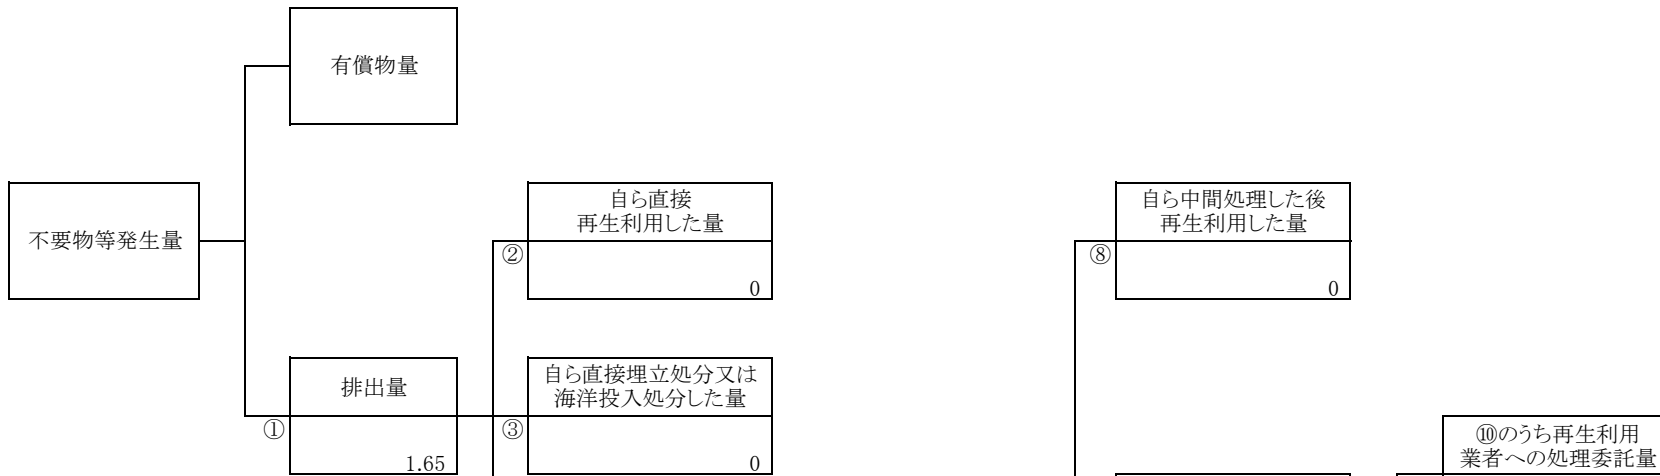 有償物量
不要物等発生量
自ら直接
再生利用した量
②
0
自ら中間処理した後
再生利用した量
⑧
0
排出量
①
1.65
自ら直接埋立処分又は
海洋投入処分した量
③
0
⑩のうち再生利用
業者への処理委託量